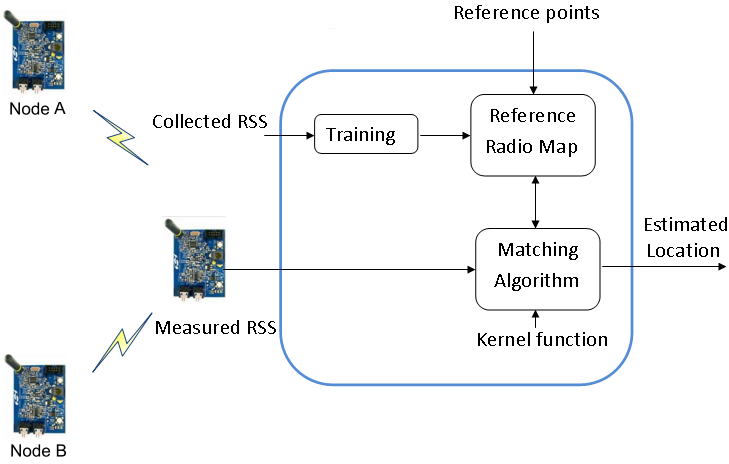 Reference points
Node A
Collected RSS
Training
Reference
Radio Map
Estimated
Location
Matching
Algorithm
Measured RSS
Kernel function
Node B